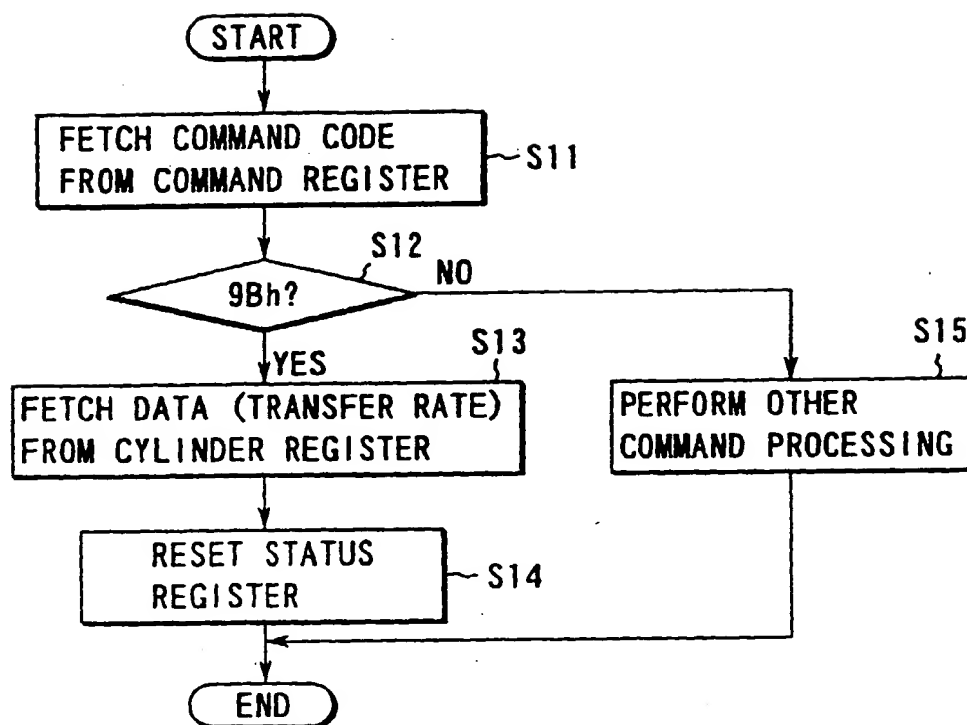 START
FETCH COMMAND CODE
FROM COMMAND REGISTER
S11
S12
9Bh?
NO
YES
S13
FETCH DATA (TRANSFER RATE)
FROM CYLINDER REGISTER
S15
PERFORM OTHER
COMMAND PROCESSING
RESET STATUS
REGISTER
S14
END